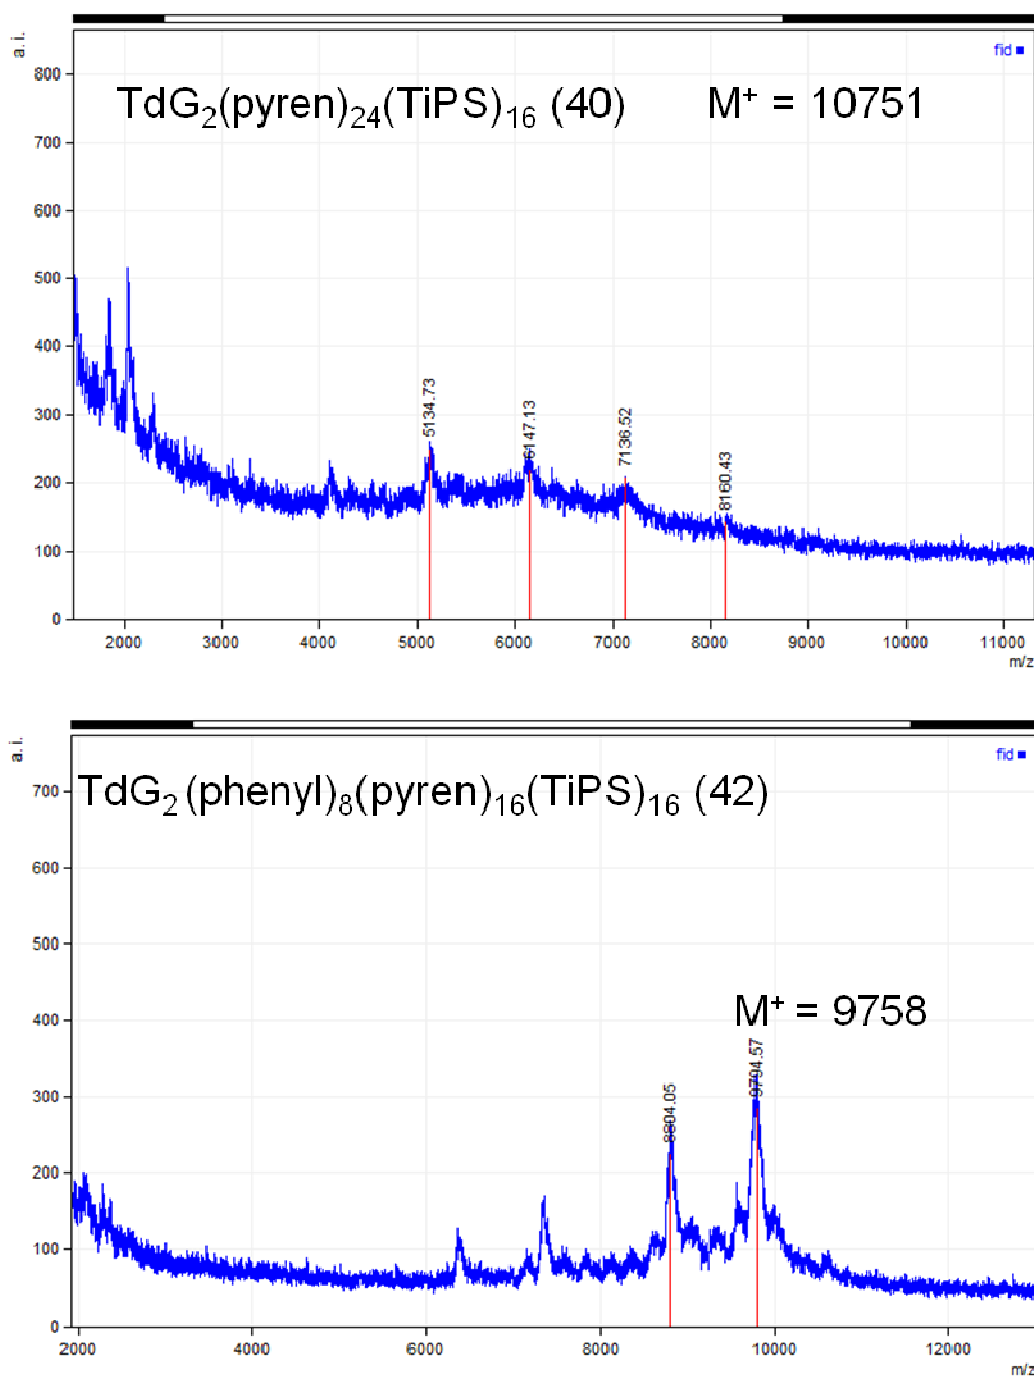 a.i.
fid
800
TdG2(pyren)24(TiPS)16 (40) M+ = 10751
700
600
500
400
5134.73
6147.13
7136.52
8160.43
300
200
100
0
2000 3000 4000 5000 6000 7000 8000 9000 10000 11000
m/z
a.i.
fid
700
TdG2 (phenyl)8(pyren)16(TiPS)16 (42)
600
500
M+ = 9758
400
9794.57
8804.05
300
200
100
0
2000 4000 6000 8000 10000 12000
m/z